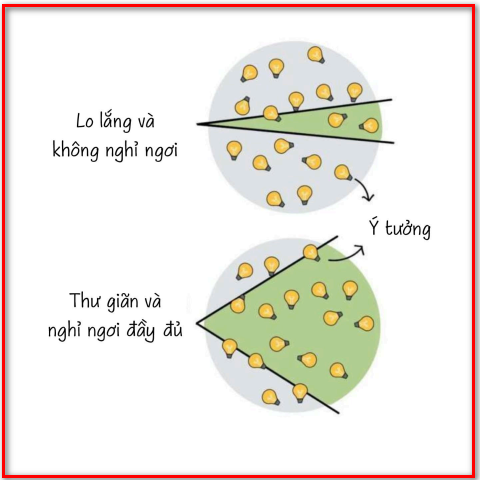 Lo lắng và
không nghỉ ngơi
Ý tưởng
Thư giãn và
nghỉ ngơi đầy đủ